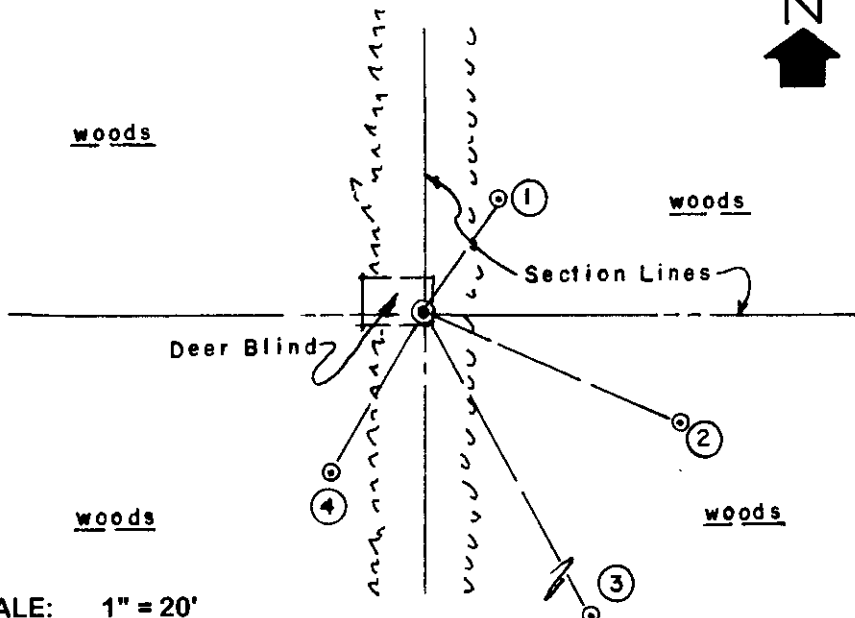 N
woods
1
woods
Section Lines
Deer Blind
2
4
woods
woods
3
ALE: 1" = 20'